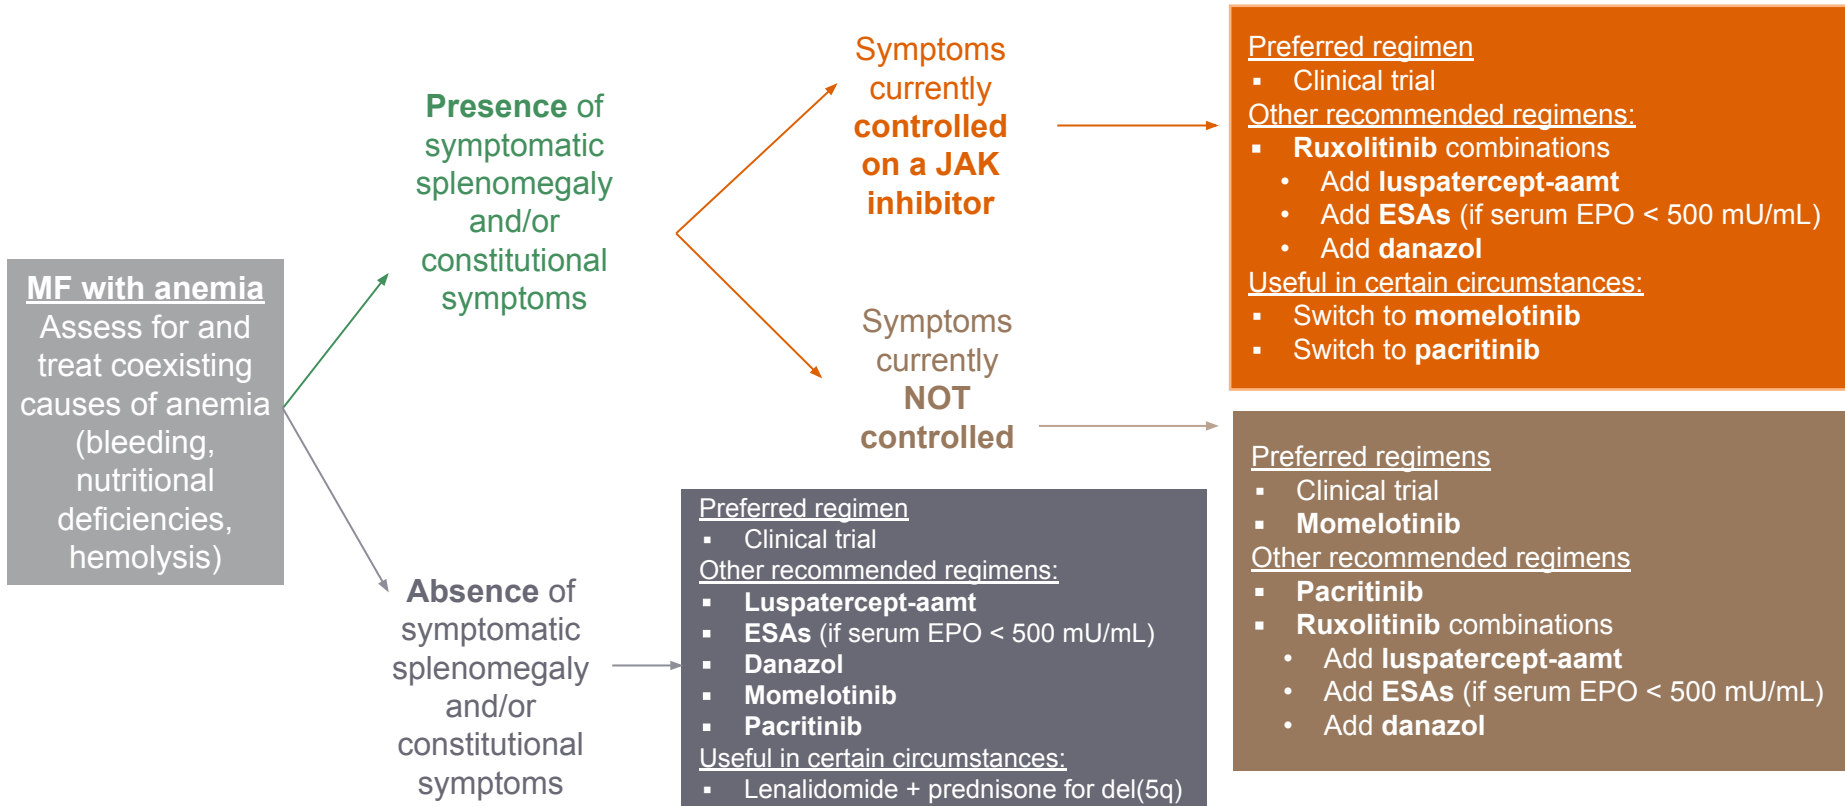 MF with anemia
Assess for and
treat coexisting
causes of anemia
(bleeding,
nutritional
deficiencies,
hemolysis)
Presence of
symptomatic
splenomegaly
and/or
constitutional
symptoms
Symptoms
currently
controlled
on a JAK
inhibitor
Preferred regimen
▪ Clinical trial
Other recommended regimens:
▪ Ruxolitinib combinations
• Add luspatercept-aamt
• Add ESAs (if serum EPO < 500 mU/mL)
• Add danazol
Useful in certain circumstances:
▪ Switch to momelotinib
▪ Switch to pacritinib
Symptoms
currently
NOT
controlled
Preferred regimens
▪ Clinical trial
▪ Momelotinib
Other recommended regimens
▪ Pacritinib
▪ Ruxolitinib combinations
• Add luspatercept-aamt
• Add ESAs (if serum EPO < 500 mU/mL)
• Add danazol
Absence of
symptomatic
splenomegaly
and/or
constitutional
symptoms
Preferred regimen
▪ Clinical trial
Other recommended regimens:
▪ Luspatercept-aamt
▪ ESAs (if serum EPO < 500 mU/mL)
▪ Danazol
▪ Momelotinib
▪ Pacritinib
Useful in certain circumstances:
▪ Lenalidomide + prednisone for del(5q)